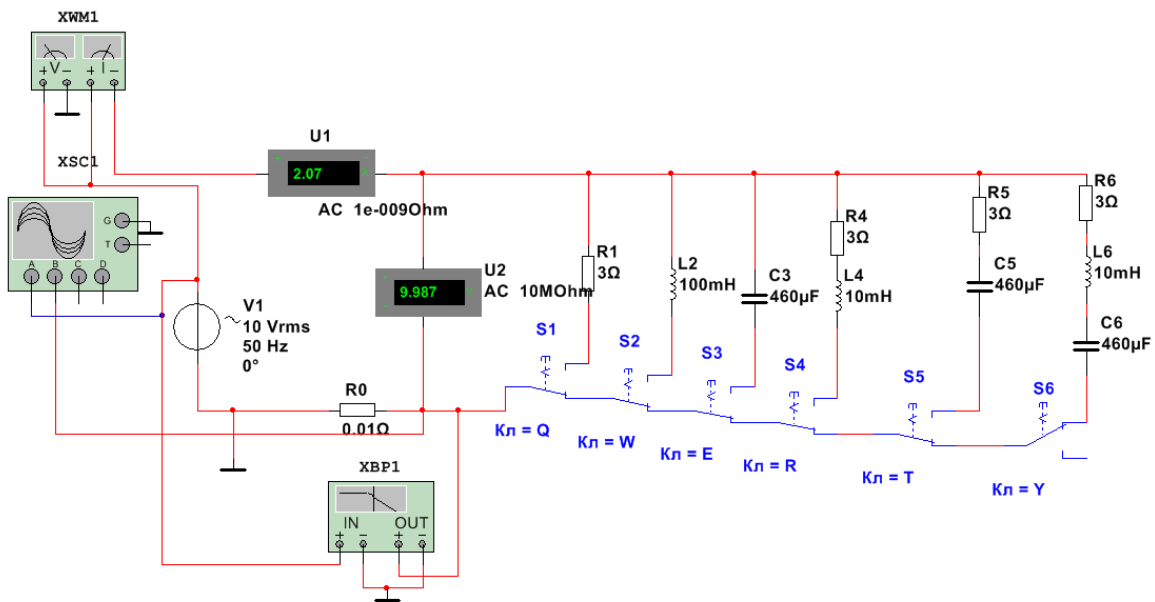 XWM1
+ V − + I −
XSC1
G
T
A B C D
U1
2.07
AC 1e-009Ohm
U2
9.987
AC 10MOhm
V1
10 Vrms
50 Hz
0°
R0
0.01Ω
XBP1
IN OUT
+ − + −
R1
3Ω
L2
100mH
C3
460µF
R4
3Ω
L4
10mH
R5
3Ω
C5
460µF
R6
3Ω
L6
10mH
C6
460µF
S1
S2
S3
S4
S5
S6
Кл = Q
Кл = W
Кл = E
Кл = R
Кл = T
Кл = Y